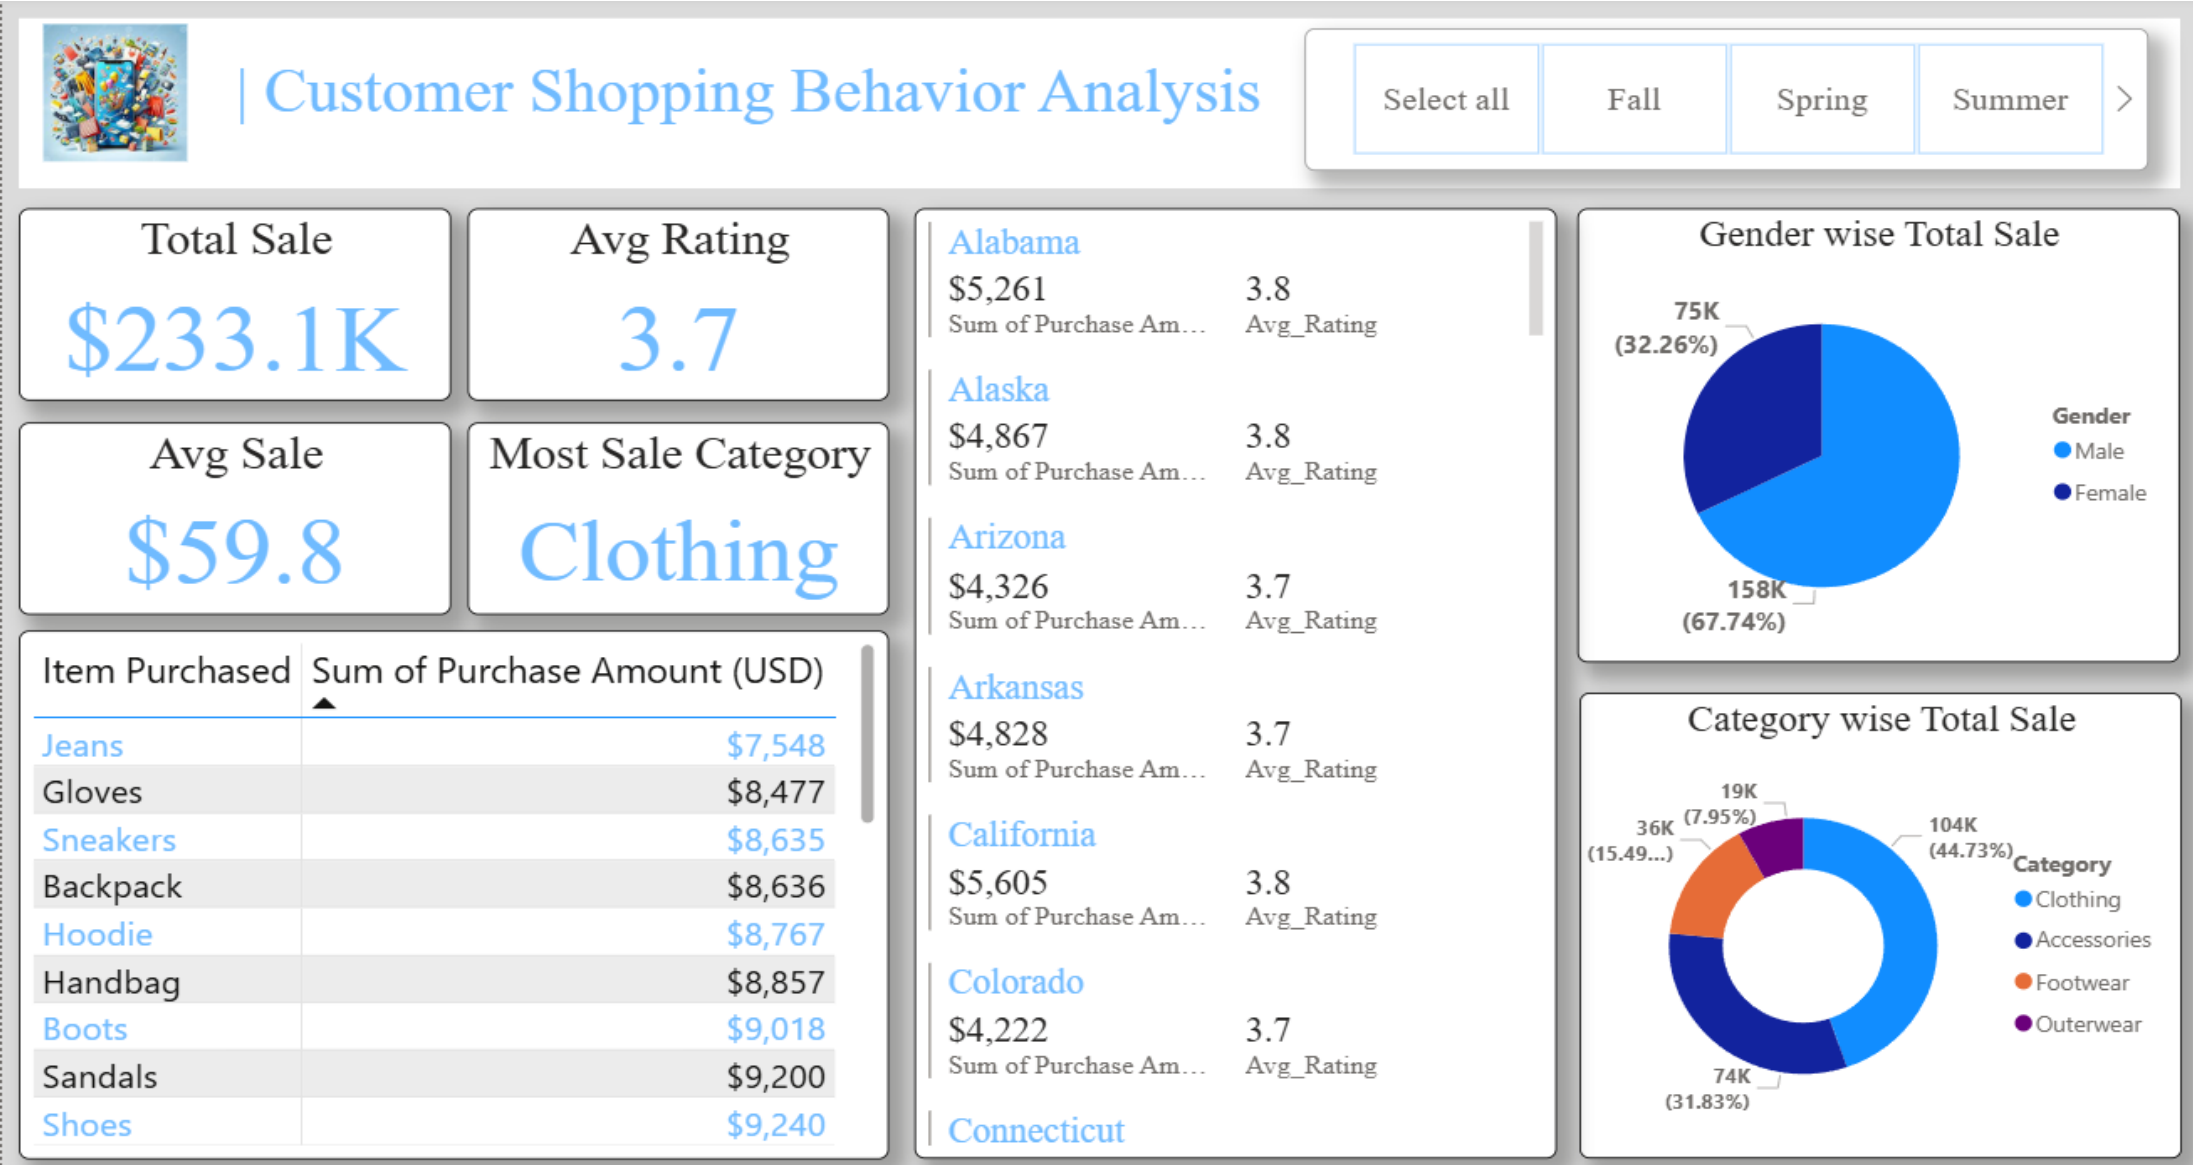 | Customer Shopping Behavior Analysis
Select all
Fall
Spring
Summer
Total Sale
$233.1K
Avg Rating
3.7
Avg Sale
$59.8
Most Sale Category
Clothing
Item Purchased Sum of Purchase Amount (USD)
Jeans $7,548
Gloves $8,477
Sneakers $8,635
Backpack $8,636
Hoodie $8,767
Handbag $8,857
Boots $9,018
Sandals $9,200
Shoes $9,240
Alabama
$5,261 3.8
Sum of Purchase Am... Avg_Rating
Alaska
$4,867 3.8
Sum of Purchase Am... Avg_Rating
Arizona
$4,326 3.7
Sum of Purchase Am... Avg_Rating
Arkansas
$4,828 3.7
Sum of Purchase Am... Avg_Rating
California
$5,605 3.8
Sum of Purchase Am... Avg_Rating
Colorado
$4,222 3.7
Sum of Purchase Am... Avg_Rating
Connecticut
Gender wise Total Sale
75K
(32.26%)
158K
(67.74%)
Gender
Male
Female
Category wise Total Sale
19K
(7.95%)
36K
(15.49...)
104K
(44.73%)
74K
(31.83%)
Category
Clothing
Accessories
Footwear
Outerwear